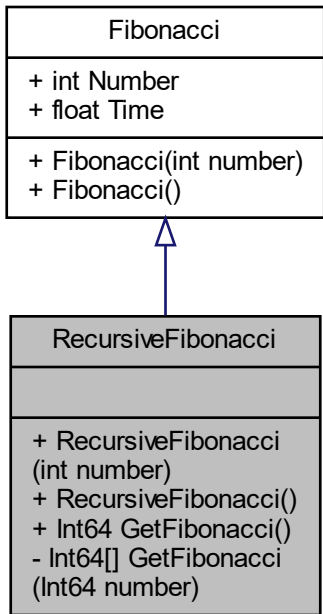 Fibonacci
+ int Number
+ float Time
+ Fibonacci(int number)
+ Fibonacci()
RecursiveFibonacci
+ RecursiveFibonacci
(int number)
+ RecursiveFibonacci()
+ Int64 GetFibonacci()
- Int64[] GetFibonacci
(Int64 number)